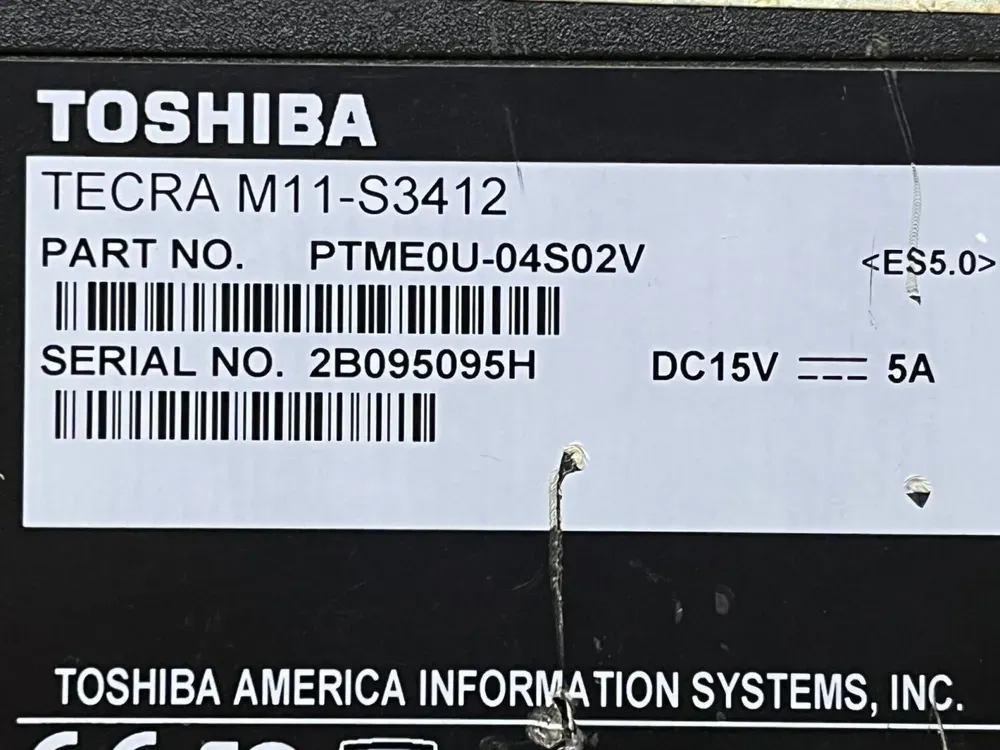 TOSHIBA
TECRA M11-S3412
PART NO. PTME0U-04S02V <ES5.0>
SERIAL NO. 2B095095H DC15V ⎓ 5A
TOSHIBA AMERICA INFORMATION SYSTEMS, INC.